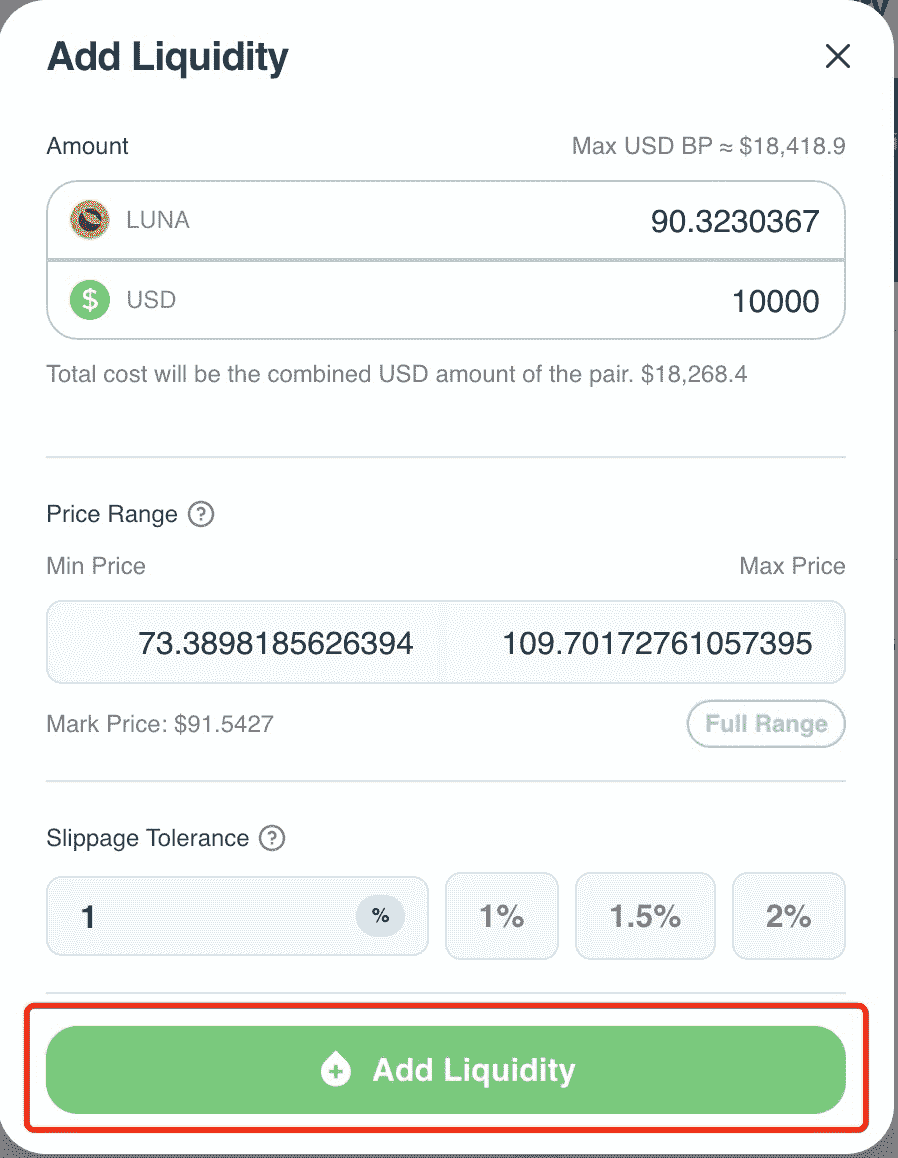 Add Liquidity
Amount Max USD BP ≈ $18,418.9
LUNA 90.3230367
$ USD 10000
Total cost will be the combined USD amount of the pair. $18,268.4
Price Range ?
Min Price Max Price
73.3898185626394 109.70172761057395
Mark Price: $91.5427 Full Range
Slippage Tolerance ?
1 % 1% 1.5% 2%
Add Liquidity